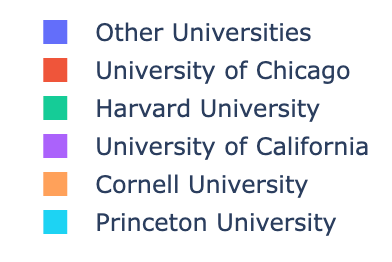 Other Universities
University of Chicago
Harvard University
University of California
Cornell University
Princeton University